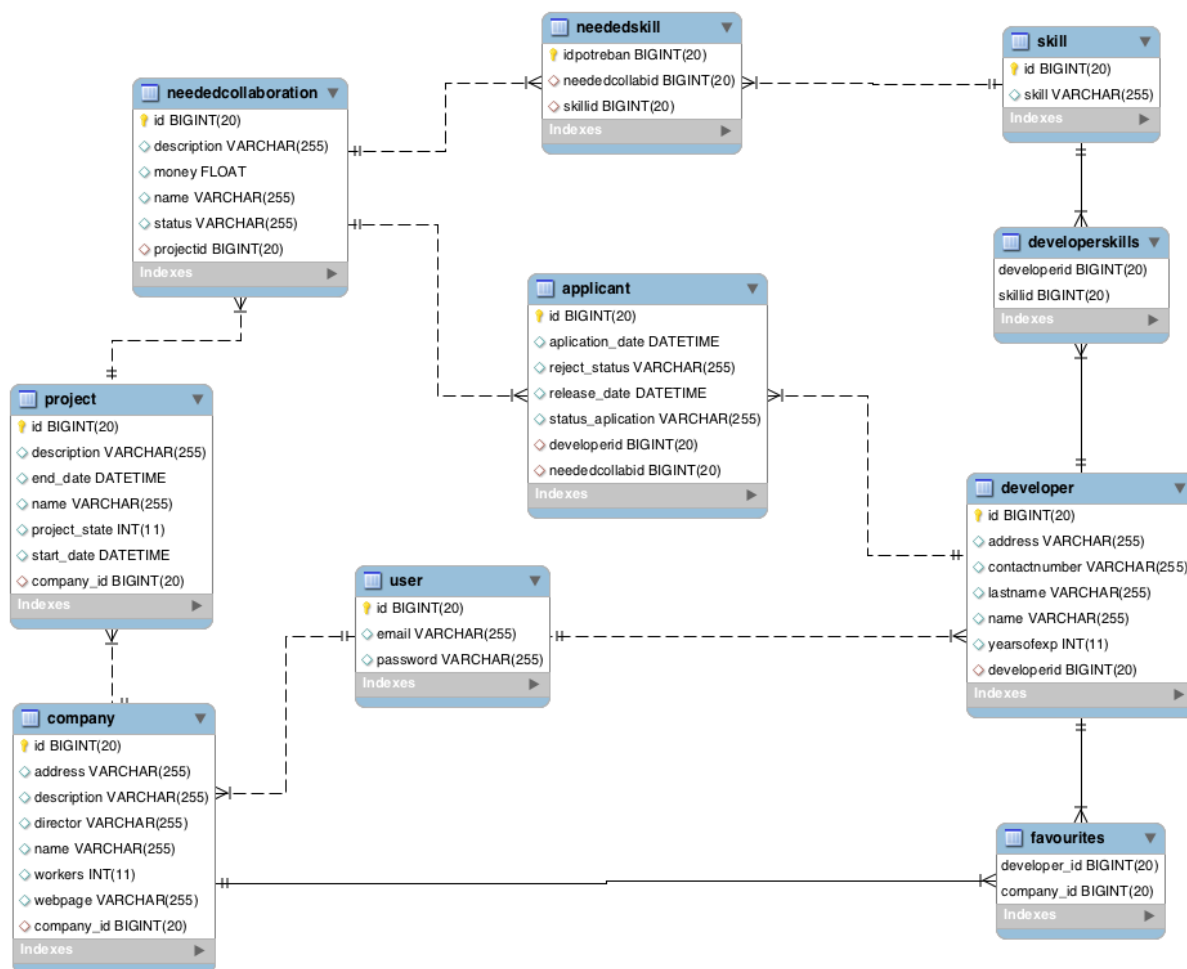 neededskill
idpotreban BIGINT(20)
neededcollabid BIGINT(20)
skillid BIGINT(20)
Indexes
skill
id BIGINT(20)
skill VARCHAR(255)
Indexes
neededcollaboration
id BIGINT(20)
description VARCHAR(255)
money FLOAT
name VARCHAR(255)
status VARCHAR(255)
projectid BIGINT(20)
Indexes
developerskills
developerid BIGINT(20)
skillid BIGINT(20)
Indexes
applicant
id BIGINT(20)
aplication_date DATETIME
reject_status VARCHAR(255)
release_date DATETIME
status_aplication VARCHAR(255)
developerid BIGINT(20)
neededcollabid BIGINT(20)
Indexes
project
id BIGINT(20)
description VARCHAR(255)
end_date DATETIME
name VARCHAR(255)
project_state INT(11)
start_date DATETIME
company_id BIGINT(20)
Indexes
developer
id BIGINT(20)
address VARCHAR(255)
contactnumber VARCHAR(255)
lastname VARCHAR(255)
name VARCHAR(255)
yearsofexp INT(11)
developerid BIGINT(20)
Indexes
user
id BIGINT(20)
email VARCHAR(255)
password VARCHAR(255)
Indexes
company
id BIGINT(20)
address VARCHAR(255)
description VARCHAR(255)
director VARCHAR(255)
name VARCHAR(255)
workers INT(11)
webpage VARCHAR(255)
company_id BIGINT(20)
Indexes
favourites
developer_id BIGINT(20)
company_id BIGINT(20)
Indexes